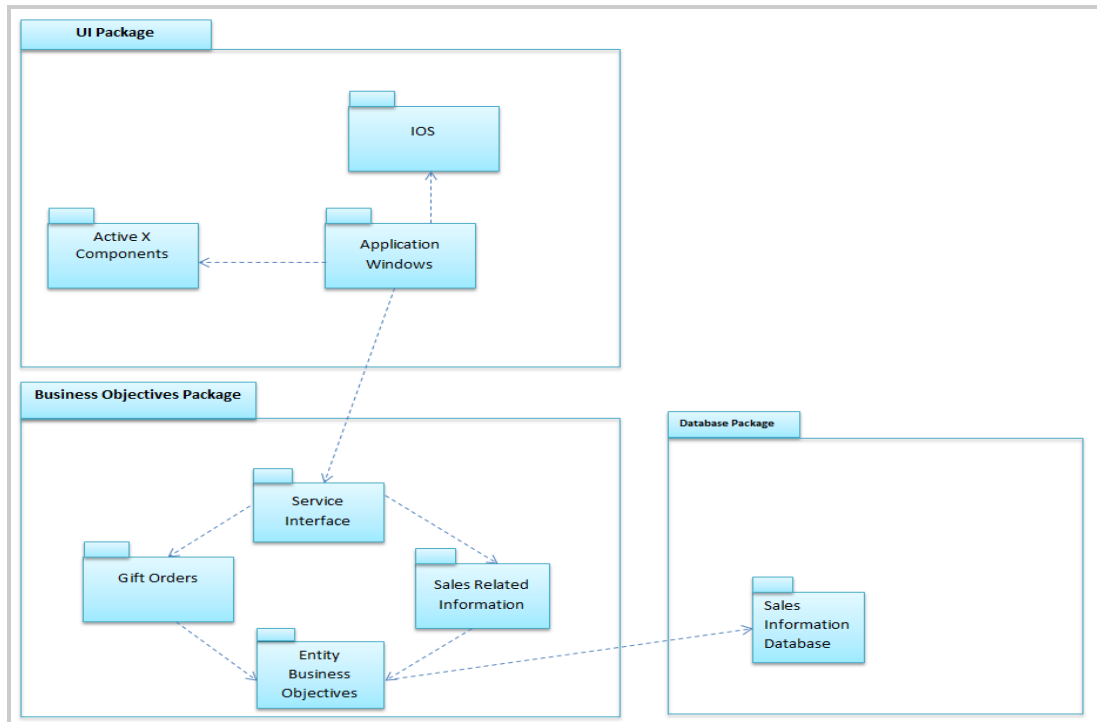 UI Package
IOS
Active X
Components
Application
Windows
Business Objectives Package
Database Package
Service
Interface
Gift Orders
Sales Related
Information
Entity
Business
Objectives
Sales
Information
Database